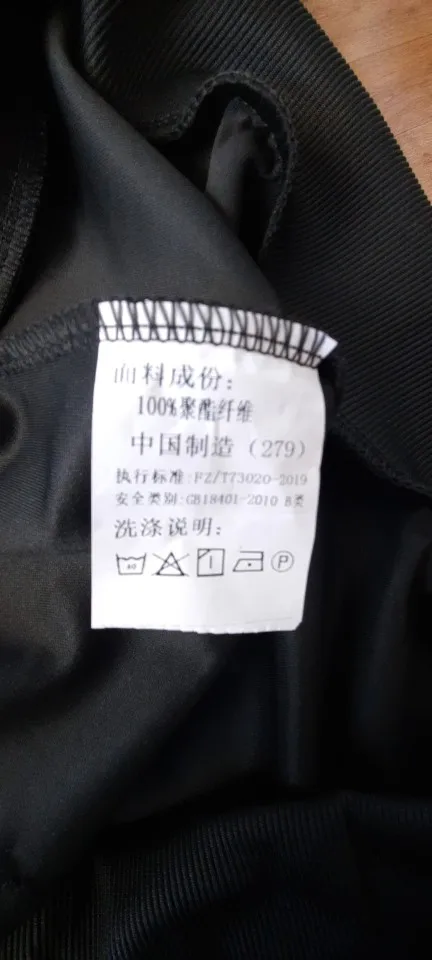 面料成份:
100%聚酯纤维
中国制造(279)
执行标准:FZ/T73020-2019
安全类别:GB18401-2010 B类
洗涤说明:
40 P